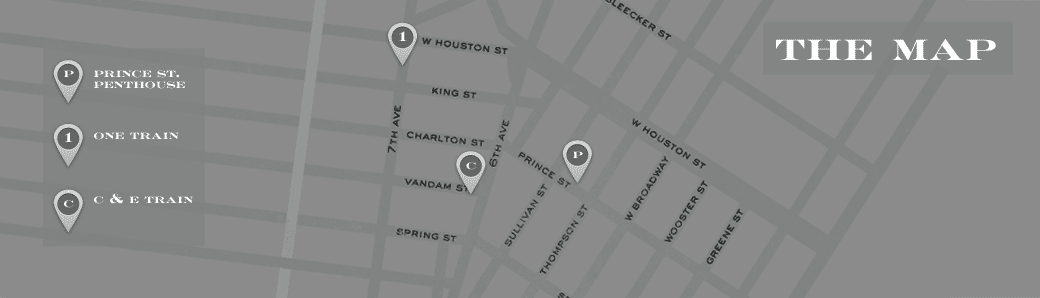 THE MAP
P
PRINCE ST.
PENTHOUSE
1
ONE TRAIN
C
C & E TRAIN
1
W HOUSTON ST
BLEECKER ST
KING ST
7TH AVE
CHARLTON ST
6TH AVE
C
VANDAM ST
SPRING ST
PRINCE ST
P
W HOUSTON ST
SULLIVAN ST
THOMPSON ST
W BROADWAY
WOOSTER ST
GREENE ST